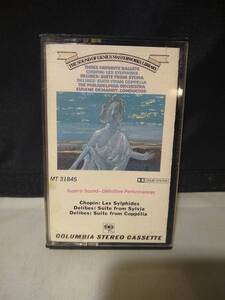 THE SOUND OF GENIUS MASTERWORKS LIBRARY
THREE FAVORITE BALLETS
CHOPIN: LES SYLPHIDES
DELIBES: SUITE FROM SYLVIA
DELIBES: SUITE FROM COPPELIA
THE PHILADELPHIA ORCHESTRA
EUGENE ORMANDY, CONDUCTOR
MT 31845
Superb Sound—Definitive Performances
Chopin: Les Sylphides
Delibes: Suite from Sylvia
Delibes: Suite from Coppélia
COLUMBIA STEREO CASSETTE